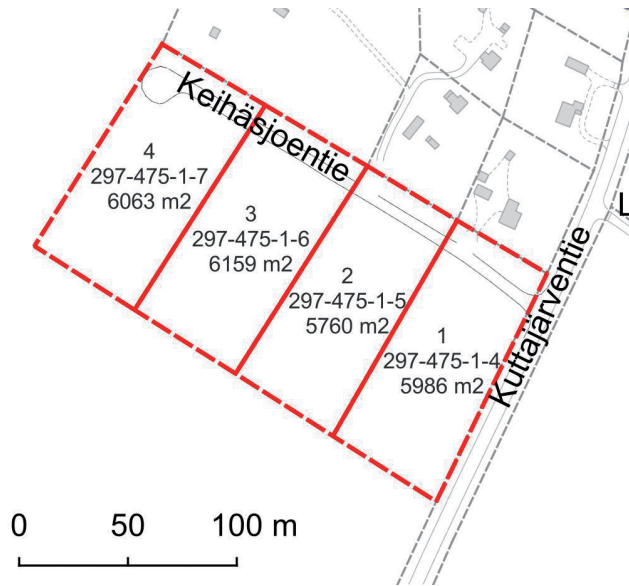 Keihäsjoentie
4
297-475-1-7
6063 m2
3
297-475-1-6
6159 m2
2
297-475-1-5
5760 m2
1
297-475-1-4
5986 m2
Kuttajärventie
L
0 50 100 m